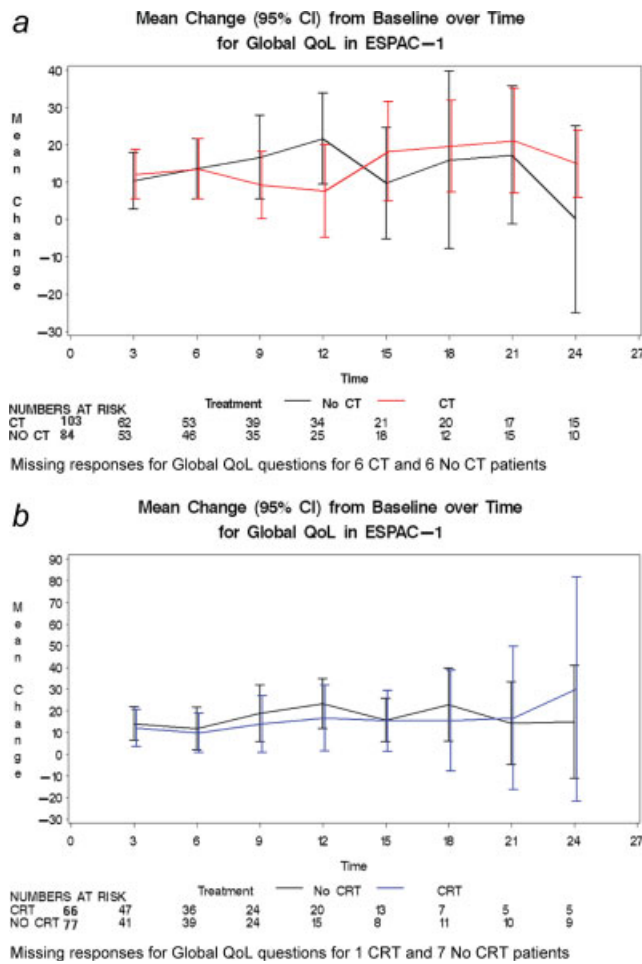 a
Mean Change (95% CI) from Baseline over Time
for Global QoL in ESPAC—1
Mean Change
40
30
20
10
0
−10
−20
−30
0 3 6 9 12 15 18 21 24 27
Time
Treatment No CT CT
NUMBERS AT RISK
CT 103 62 53 39 34 21 20 17 15
NO CT 84 53 46 35 25 18 12 15 10
Missing responses for Global QoL questions for 6 CT and 6 No CT patients
b
Mean Change (95% CI) from Baseline over Time
for Global QoL in ESPAC—1
Mean Change
90
80
70
60
50
40
30
20
10
0
−10
−20
−30
0 3 6 9 12 15 18 21 24 27
Time
Treatment No CRT CRT
NUMBERS AT RISK
CRT 66 47 36 24 20 13 7 5 5
NO CRT 77 41 39 24 15 8 11 10 9
Missing responses for Global QoL questions for 1 CRT and 7 No CRT patients